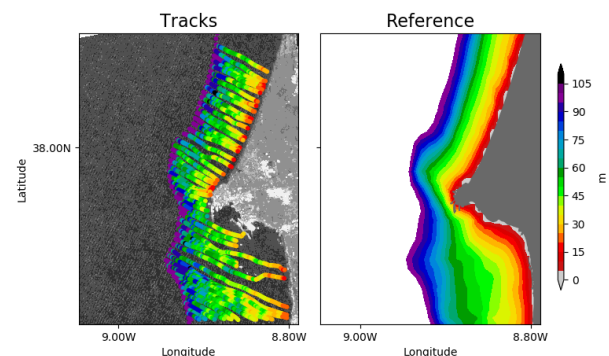 Tracks
Reference
38.00N
Latitude
9.00W
8.80W
Longitude
9.00W
8.80W
Longitude
105
90
75
60
45
30
15
0
m